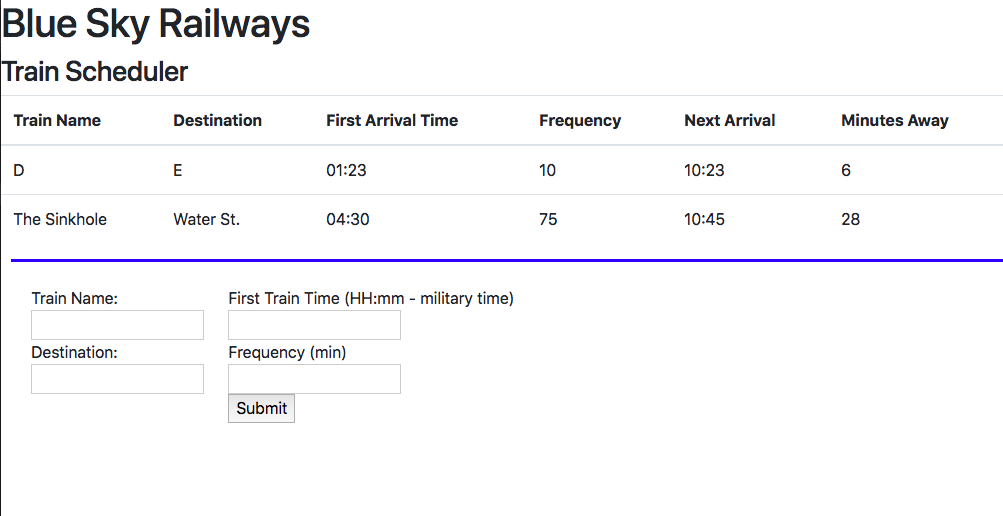 Blue Sky Railways
Train Scheduler
Train Name Destination First Arrival Time Frequency Next Arrival Minutes Away
D E 01:23 10 10:23 6
The Sinkhole Water St. 04:30 75 10:45 28
Train Name: First Train Time (HH:mm - military time)
Destination: Frequency (min)
Submit